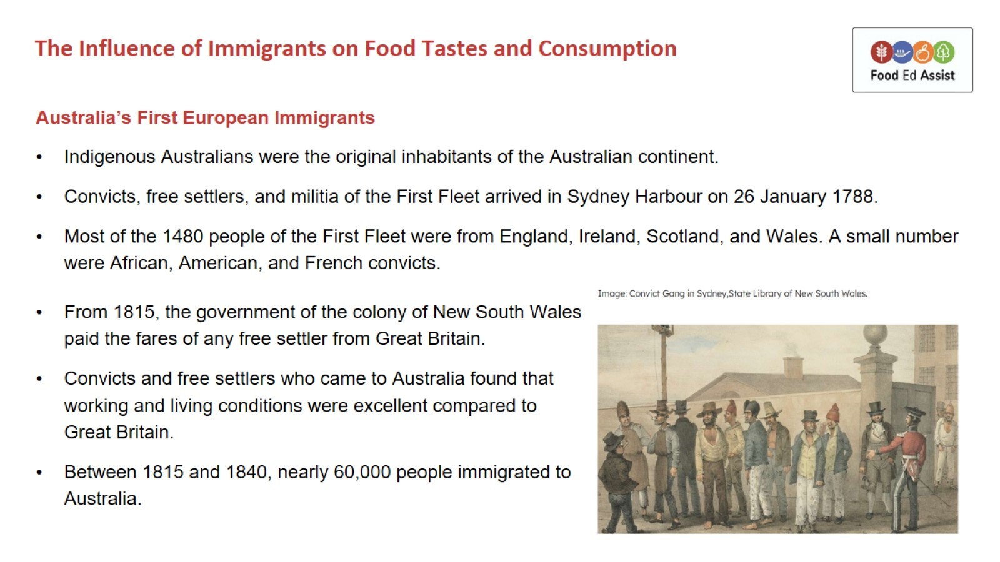 The Influence of Immigrants on Food Tastes and Consumption
Food Ed Assist
Australia’s First European Immigrants
• Indigenous Australians were the original inhabitants of the Australian continent.
• Convicts, free settlers, and militia of the First Fleet arrived in Sydney Harbour on 26 January 1788.
• Most of the 1480 people of the First Fleet were from England, Ireland, Scotland, and Wales. A small number
were African, American, and French convicts.
Image: Convict Gang in Sydney,State Library of New South Wales.
• From 1815, the government of the colony of New South Wales
paid the fares of any free settler from Great Britain.
• Convicts and free settlers who came to Australia found that
working and living conditions were excellent compared to
Great Britain.
• Between 1815 and 1840, nearly 60,000 people immigrated to
Australia.